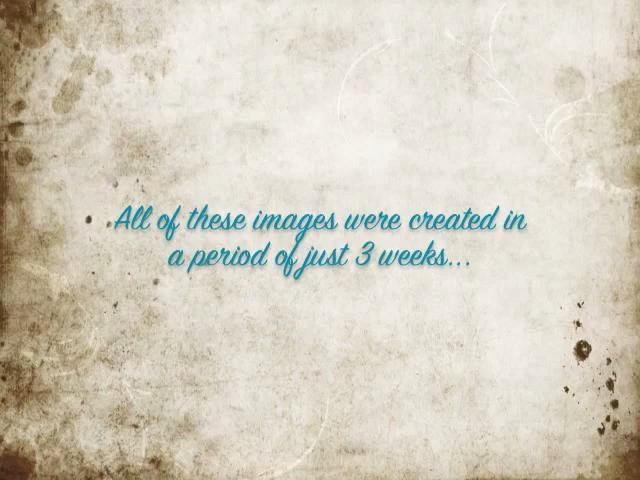 All of these images were created in
a period of just 3 weeks...